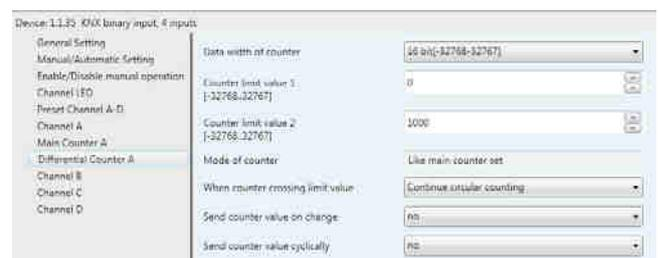 Device: 1.1.35 KNX binary input, 4 inputs
General Setting
Manual/Automatic Setting
Enable/Disable manual operation
Channel LED
Preset Channel A-D
Channel A
Main Counter A
Differential Counter A
Channel B
Channel C
Channel D
Data width of counter
16 bit[-32768-32767]
Counter limit value 1
[-32768..32767]
0
Counter limit value 2
[-32768..32767]
1000
Mode of counter
Like main counter set
When counter crossing limit value
Continue circular counting
Send counter value on change
no
Send counter value cyclically
no